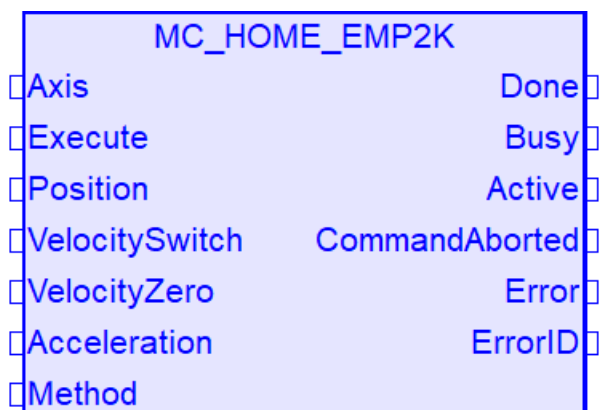 MC_HOME_EMP2K
Axis Done
Execute Busy
Position Active
VelocitySwitch CommandAborted
VelocityZero Error
Acceleration ErrorID
Method